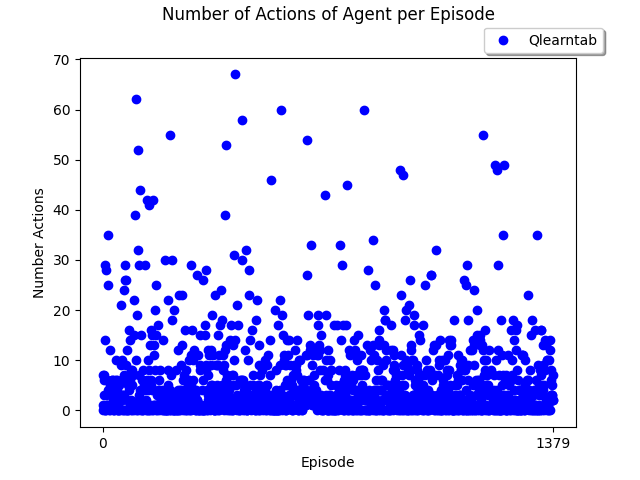 Number of Actions of Agent per Episode
Qlearntab
70
60
50
40
30
20
10
0
Number Actions
0
1379
Episode